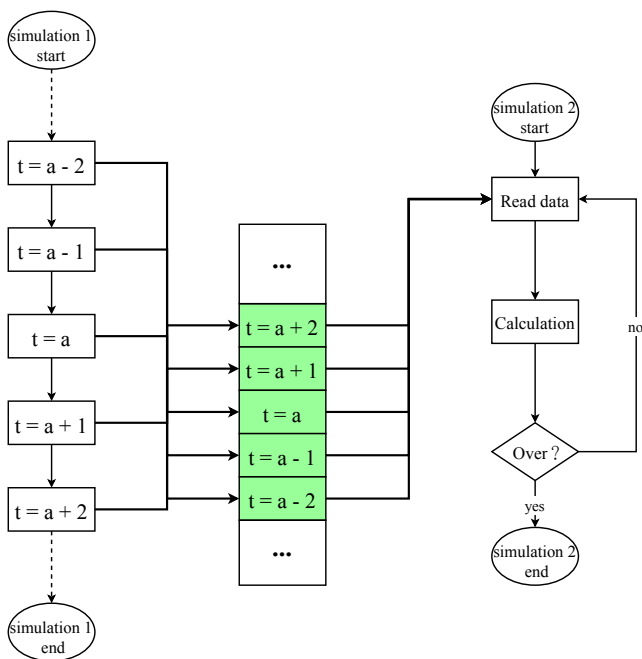 simulation 1
start
t = a - 2
t = a - 1
t = a
t = a + 1
t = a + 2
simulation 1
end
...
t = a + 2
t = a + 1
t = a
t = a - 1
t = a - 2
...
simulation 2
start
Read data
Calculation
no
Over ?
yes
simulation 2
end